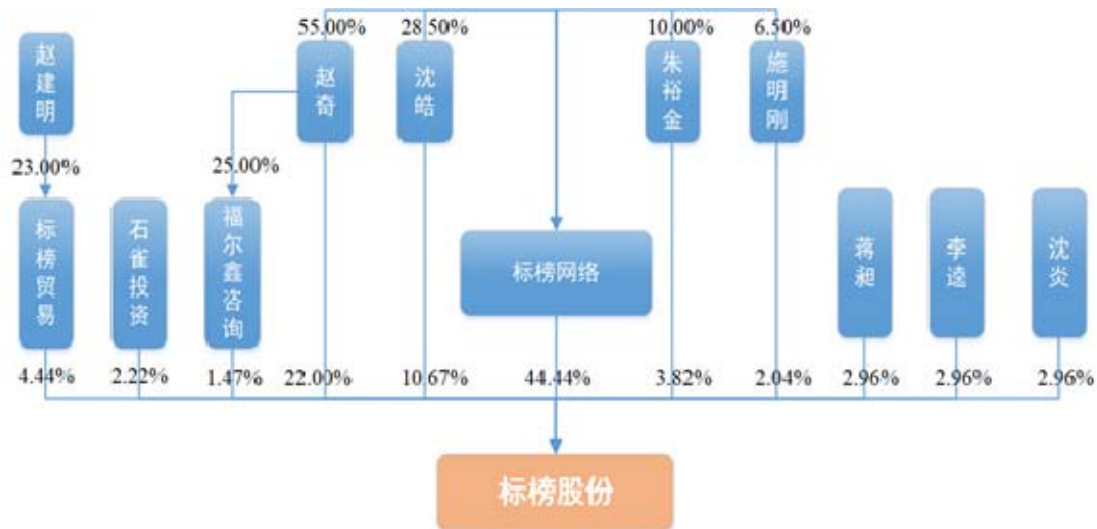 55.00%
28.50%
10.00%
6.50%
赵建明
赵奇
沈皓
朱裕金
施明刚
23.00%
25.00%
标榜贸易
石雀投资
福尔鑫咨询
标榜网络
蒋昶
李逵
沈炎
4.44%
2.22%
1.47%
22.00%
10.67%
44.44%
3.82%
2.04%
2.96%
2.96%
2.96%
标榜股份